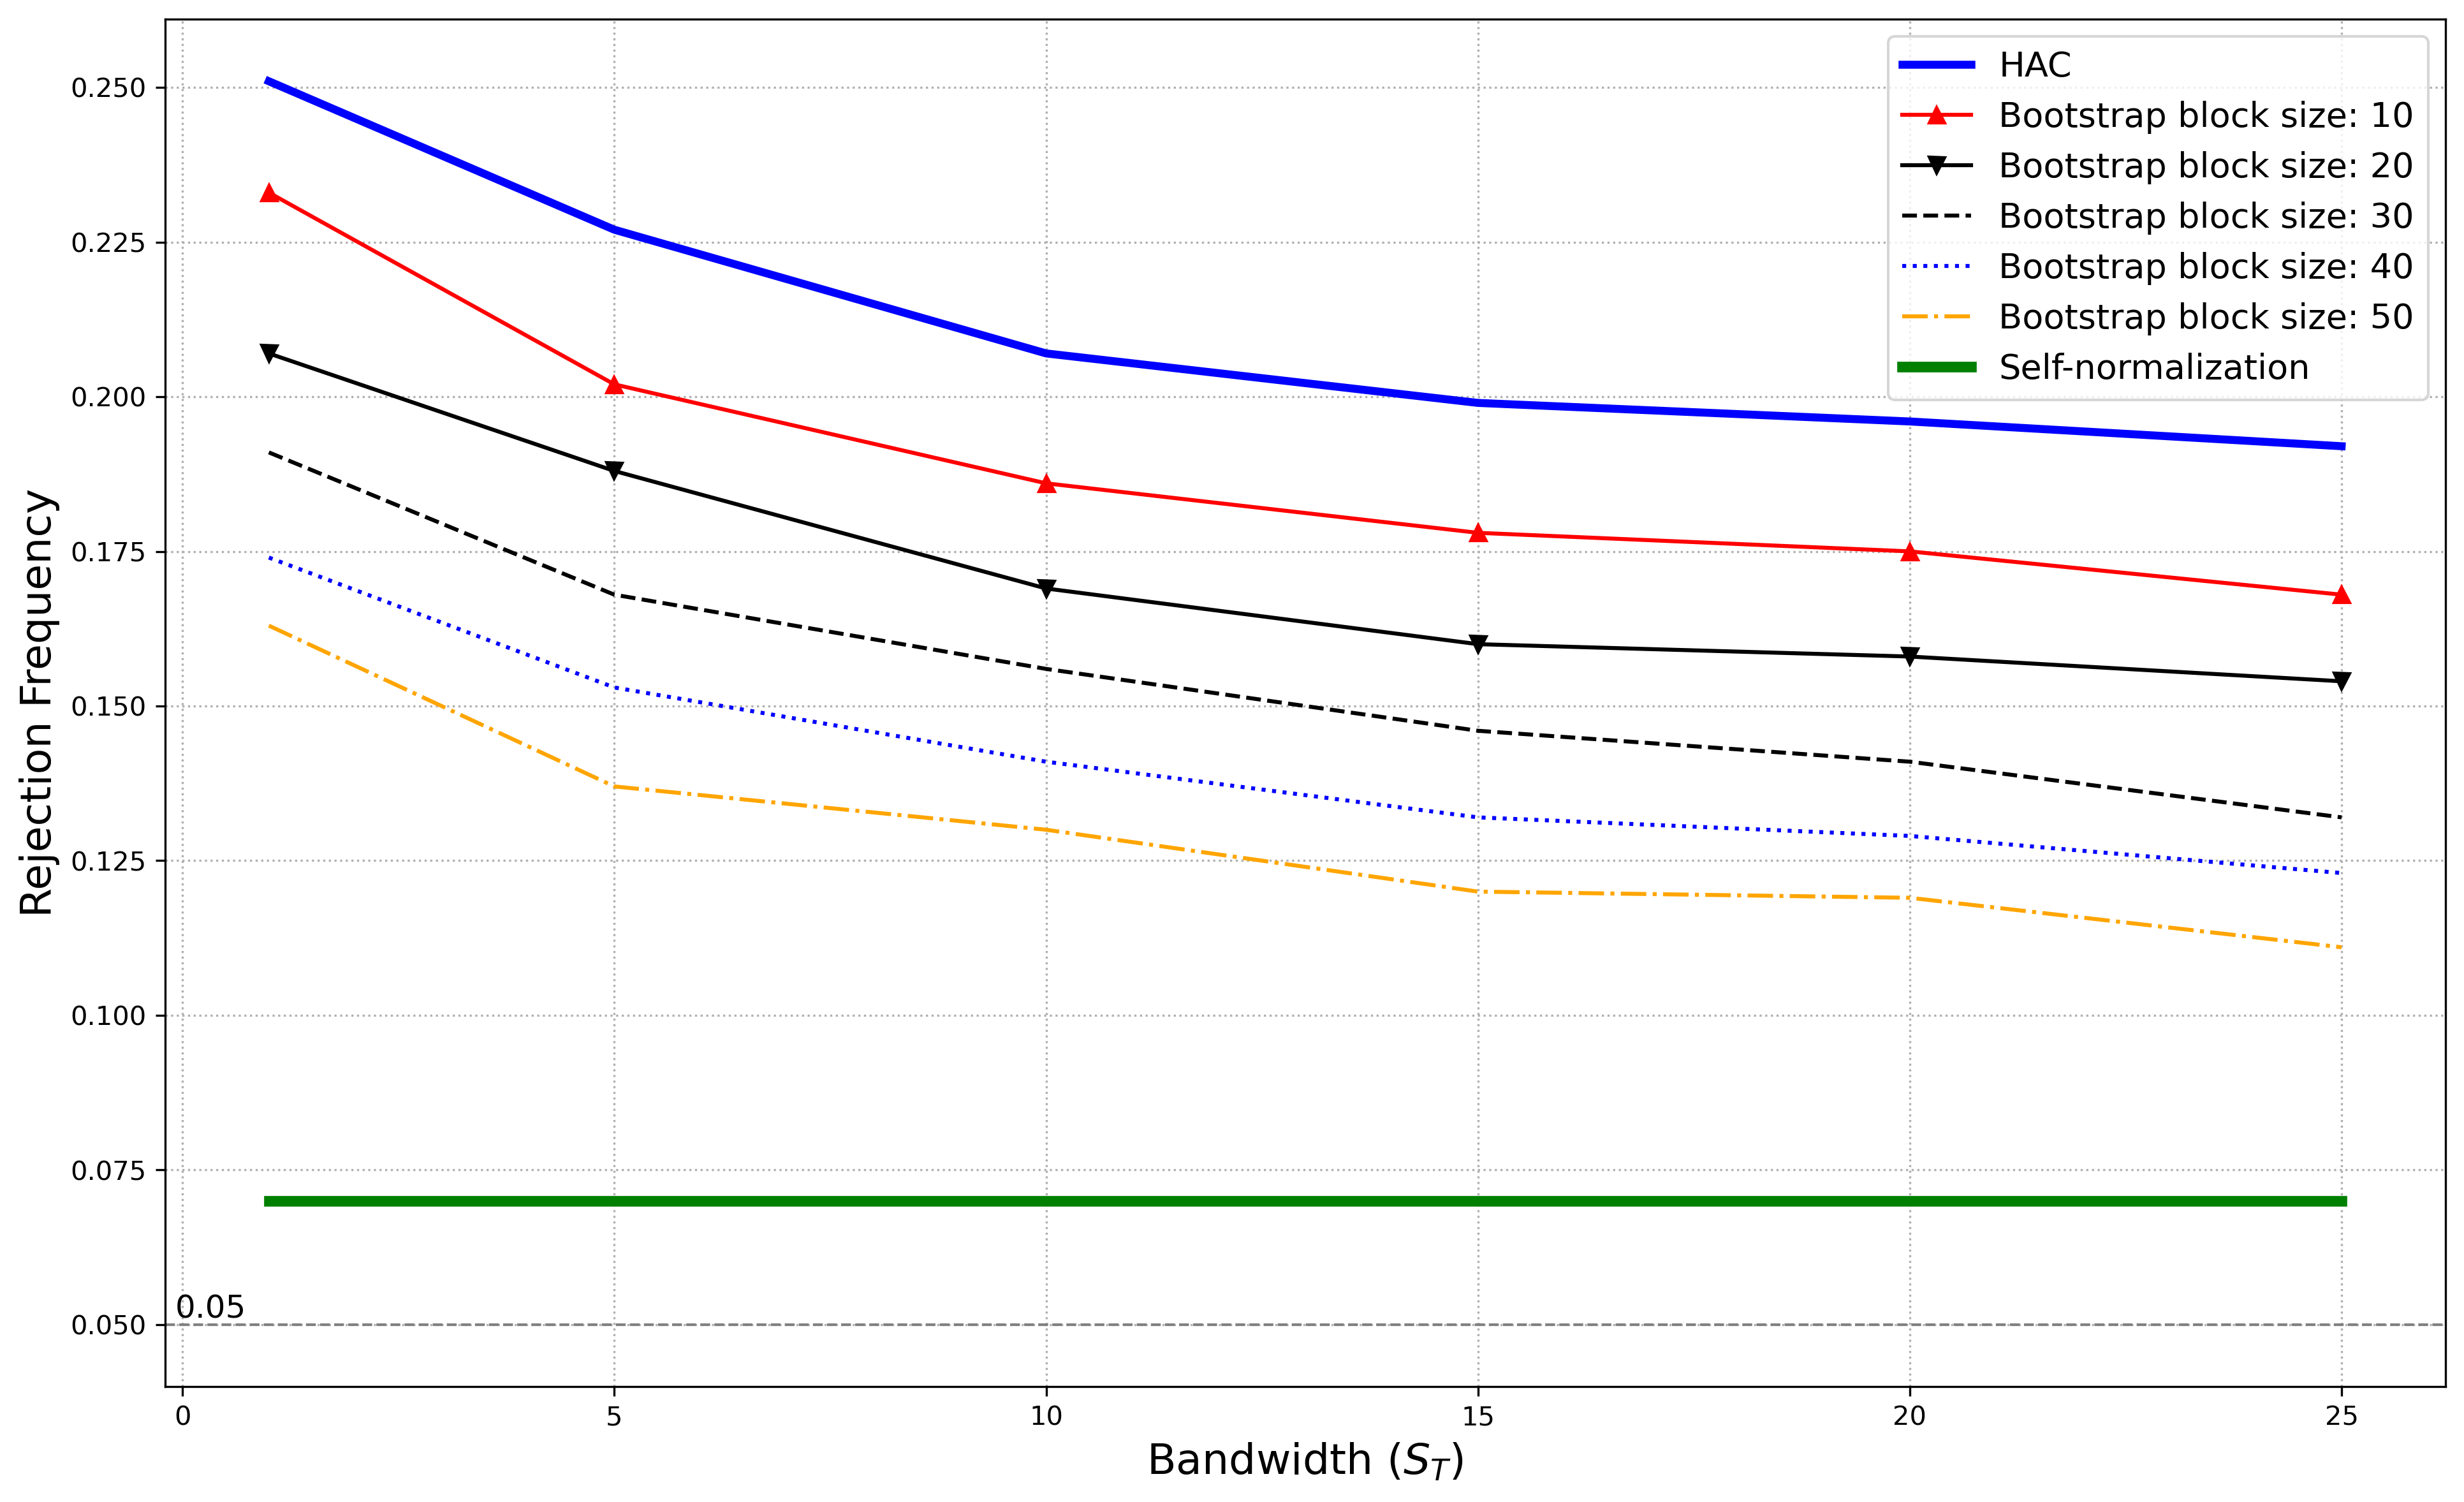 HAC
Bootstrap block size: 10
Bootstrap block size: 20
Bootstrap block size: 30
Bootstrap block size: 40
Bootstrap block size: 50
Self-normalization
Rejection Frequency
0.250
0.225
0.200
0.175
0.150
0.125
0.100
0.075
0.050
0.05
0 5 10 15 20 25
Bandwidth (S_T)